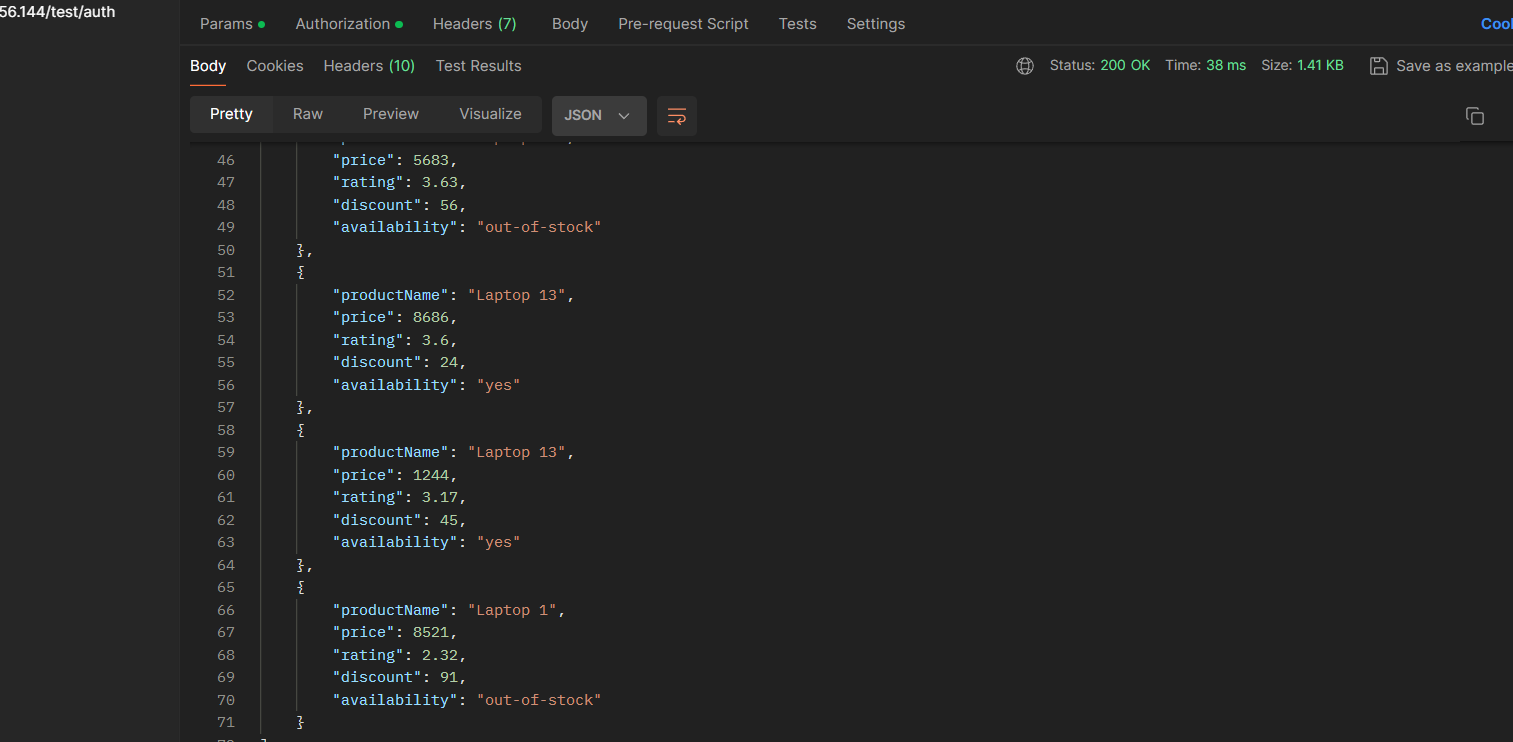 56.144/test/auth
Params Authorization Headers (7) Body Pre-request Script Tests Settings
Body Cookies Headers (10) Test Results Status: 200 OK Time: 38 ms Size: 1.41 KB Save as example
Pretty Raw Preview Visualize JSON
46 "price": 5683,
47 "rating": 3.63,
48 "discount": 56,
49 "availability": "out-of-stock"
50 },
51 {
52 "productName": "Laptop 13",
53 "price": 8686,
54 "rating": 3.6,
55 "discount": 24,
56 "availability": "yes"
57 },
58 {
59 "productName": "Laptop 13",
60 "price": 1244,
61 "rating": 3.17,
62 "discount": 45,
63 "availability": "yes"
64 },
65 {
66 "productName": "Laptop 1",
67 "price": 8521,
68 "rating": 2.32,
69 "discount": 91,
70 "availability": "out-of-stock"
71 }